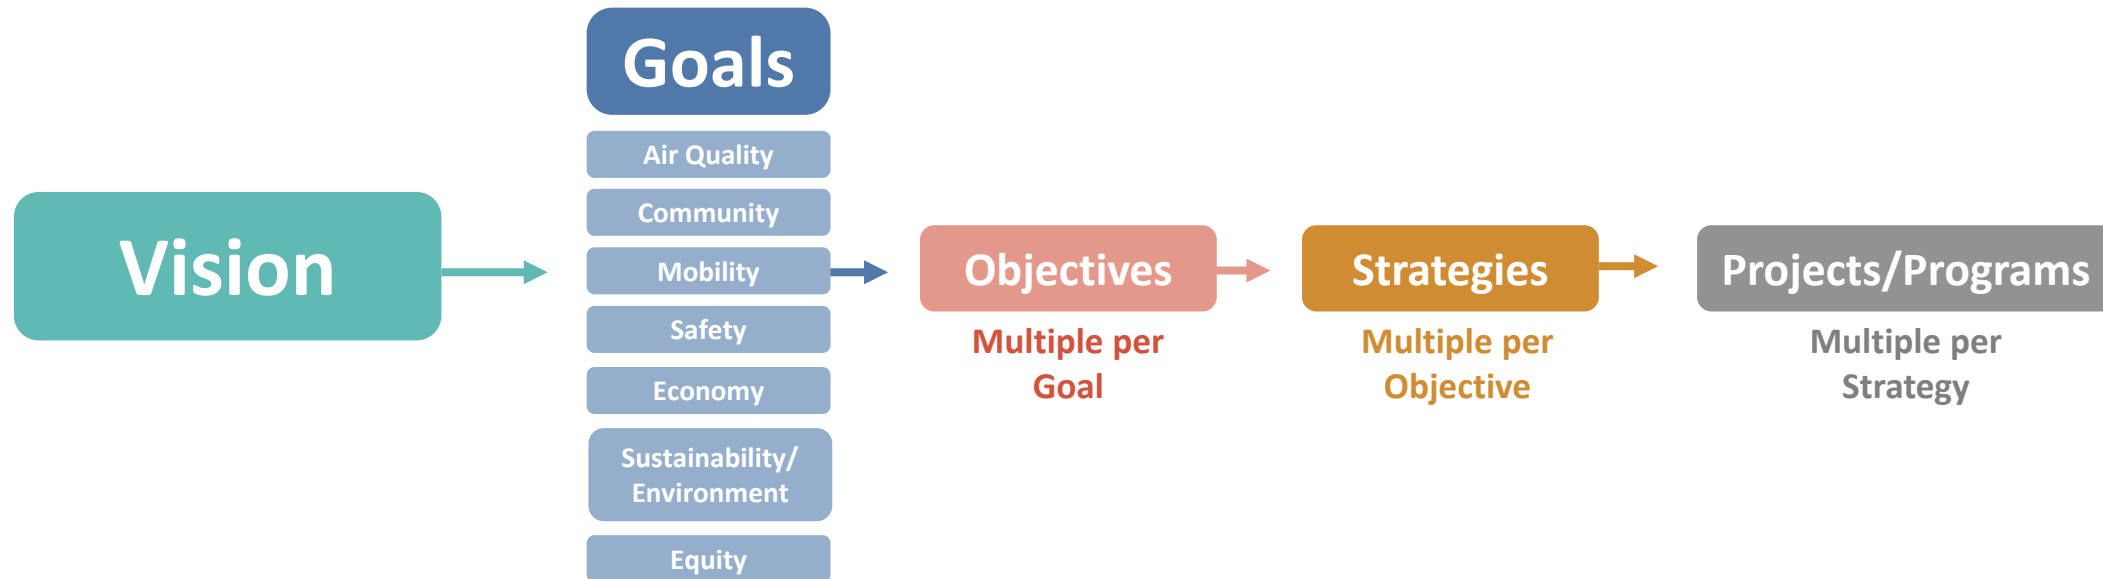 Vision
Goals
Air Quality
Community
Mobility
Safety
Economy
Sustainability/
Environment
Equity
Objectives
Multiple per
Goal
Strategies
Multiple per
Objective
Projects/Programs
Multiple per
Strategy